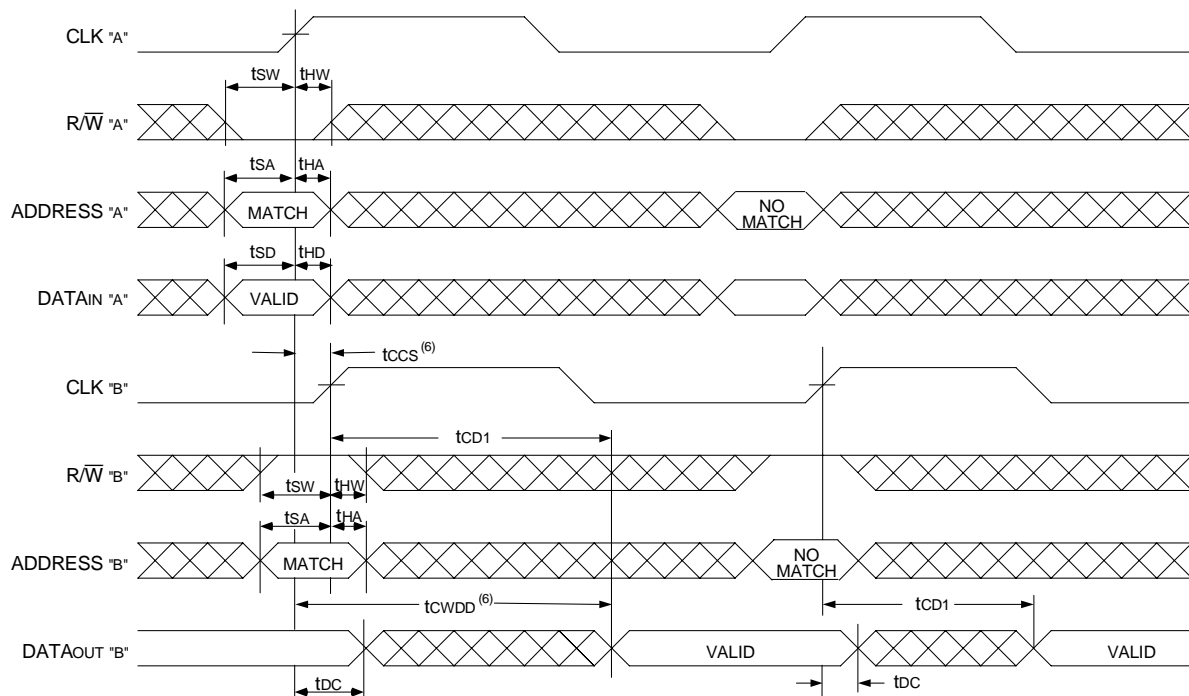 CLK "A"
tSW tHW
R/W̅ "A"
tSA tHA
ADDRESS "A" MATCH NO MATCH
tSD tHD
DATAIN "A" VALID
tCCS (6)
CLK "B"
tCD1
R/W̅ "B"
tSW tHW
tSA tHA
ADDRESS "B" MATCH NO MATCH
tCWDD (6) tCD1
DATAOUT "B" VALID VALID
tDC tDC